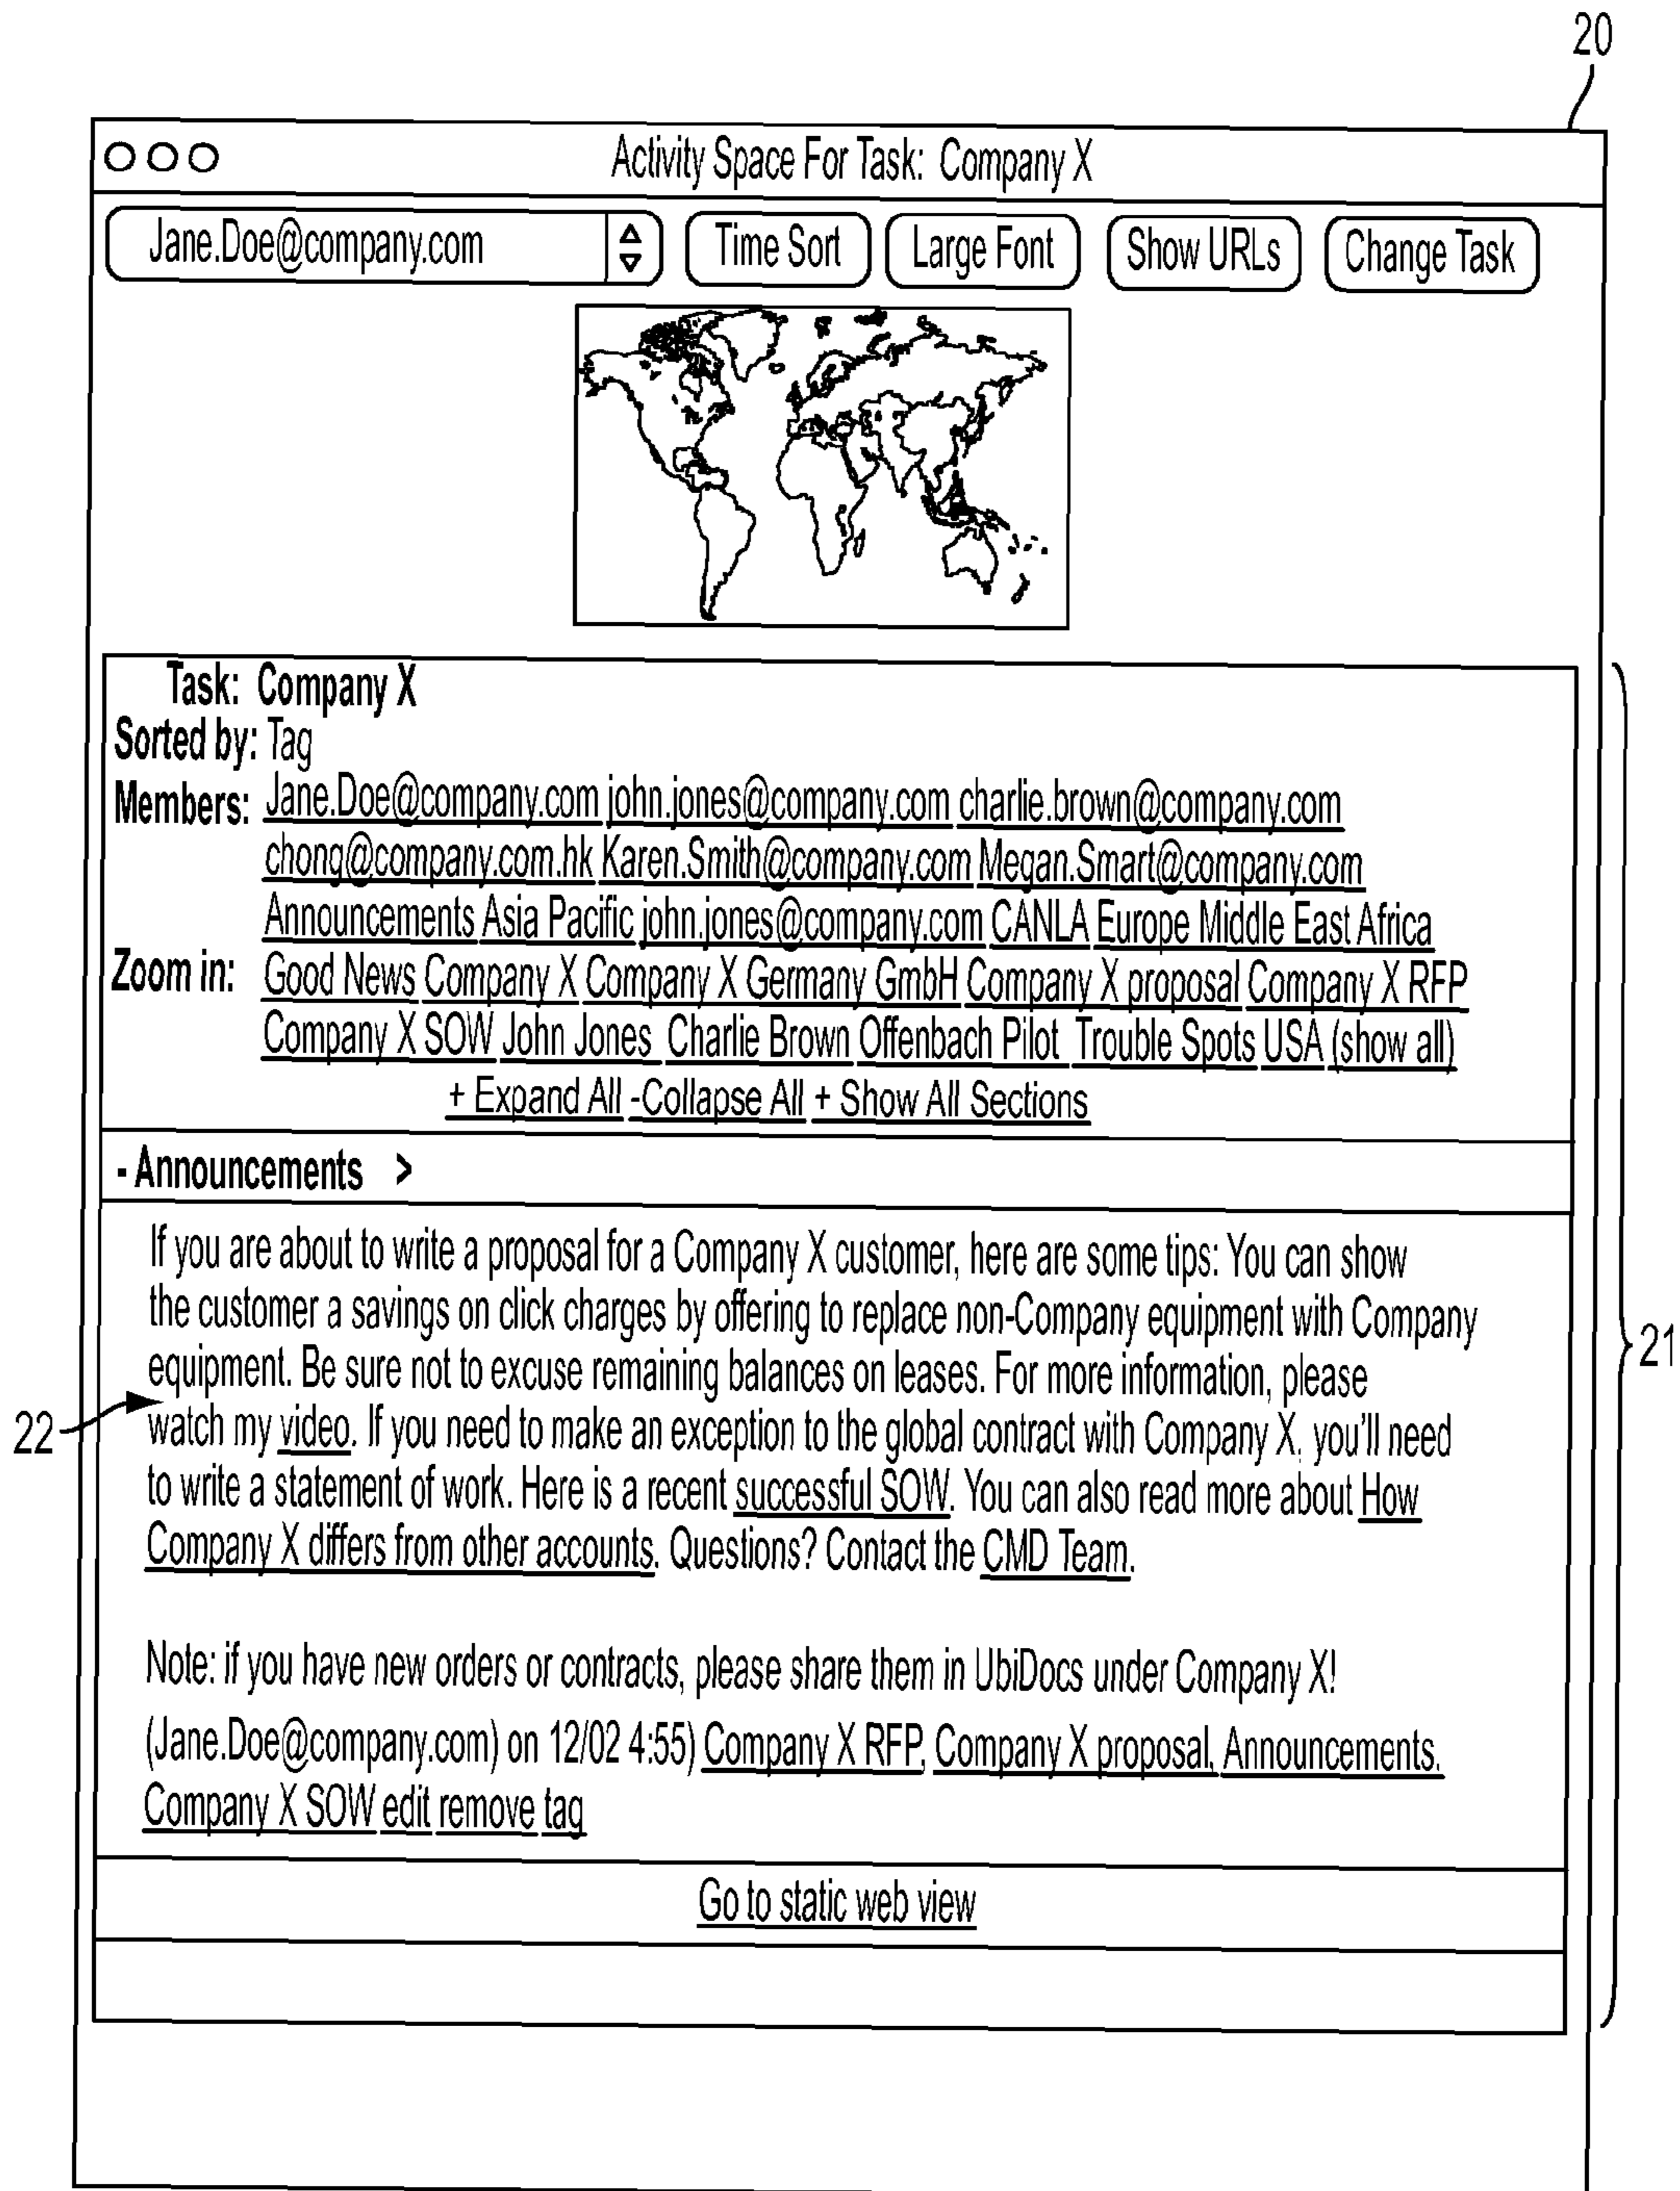 20
Activity Space For Task: Company X
Jane.Doe@company.com Time Sort Large Font Show URLs Change Task
Task: Company X
Sorted by: Tag
Members: Jane.Doe@company.com john.jones@company.com charlie.brown@company.com
chong@company.com.hk Karen.Smith@company.com Megan.Smart@company.com
Announcements Asia Pacific john.jones@company.com CANLA Europe Middle East Africa
Zoom in: Good News Company X Company X Germany GmbH Company X proposal Company X RFP
Company X SOW John Jones Charlie Brown Offenbach Pilot Trouble Spots USA (show all)
+ Expand All -Collapse All + Show All Sections
- Announcements >
If you are about to write a proposal for a Company X customer, here are some tips: You can show
the customer a savings on click charges by offering to replace non-Company equipment with Company
equipment. Be sure not to excuse remaining balances on leases. For more information, please
21
22
watch my video. If you need to make an exception to the global contract with Company X, you'll need
to write a statement of work. Here is a recent successful SOW. You can also read more about How
Company X differs from other accounts. Questions? Contact the CMD Team.
Note: if you have new orders or contracts, please share them in UbiDocs under Company X!
(Jane.Doe@company.com) on 12/02 4:55) Company X RFP, Company X proposal, Announcements.
Company X SOW edit remove tag
Go to static web view